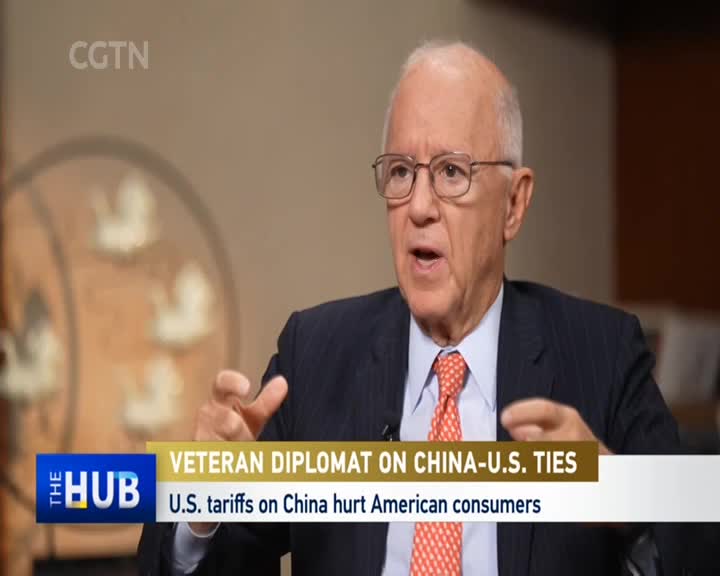 CGTN
VETERAN DIPLOMAT ON CHINA-U.S. TIES
THE HUB
U.S. tariffs on China hurt American consumers